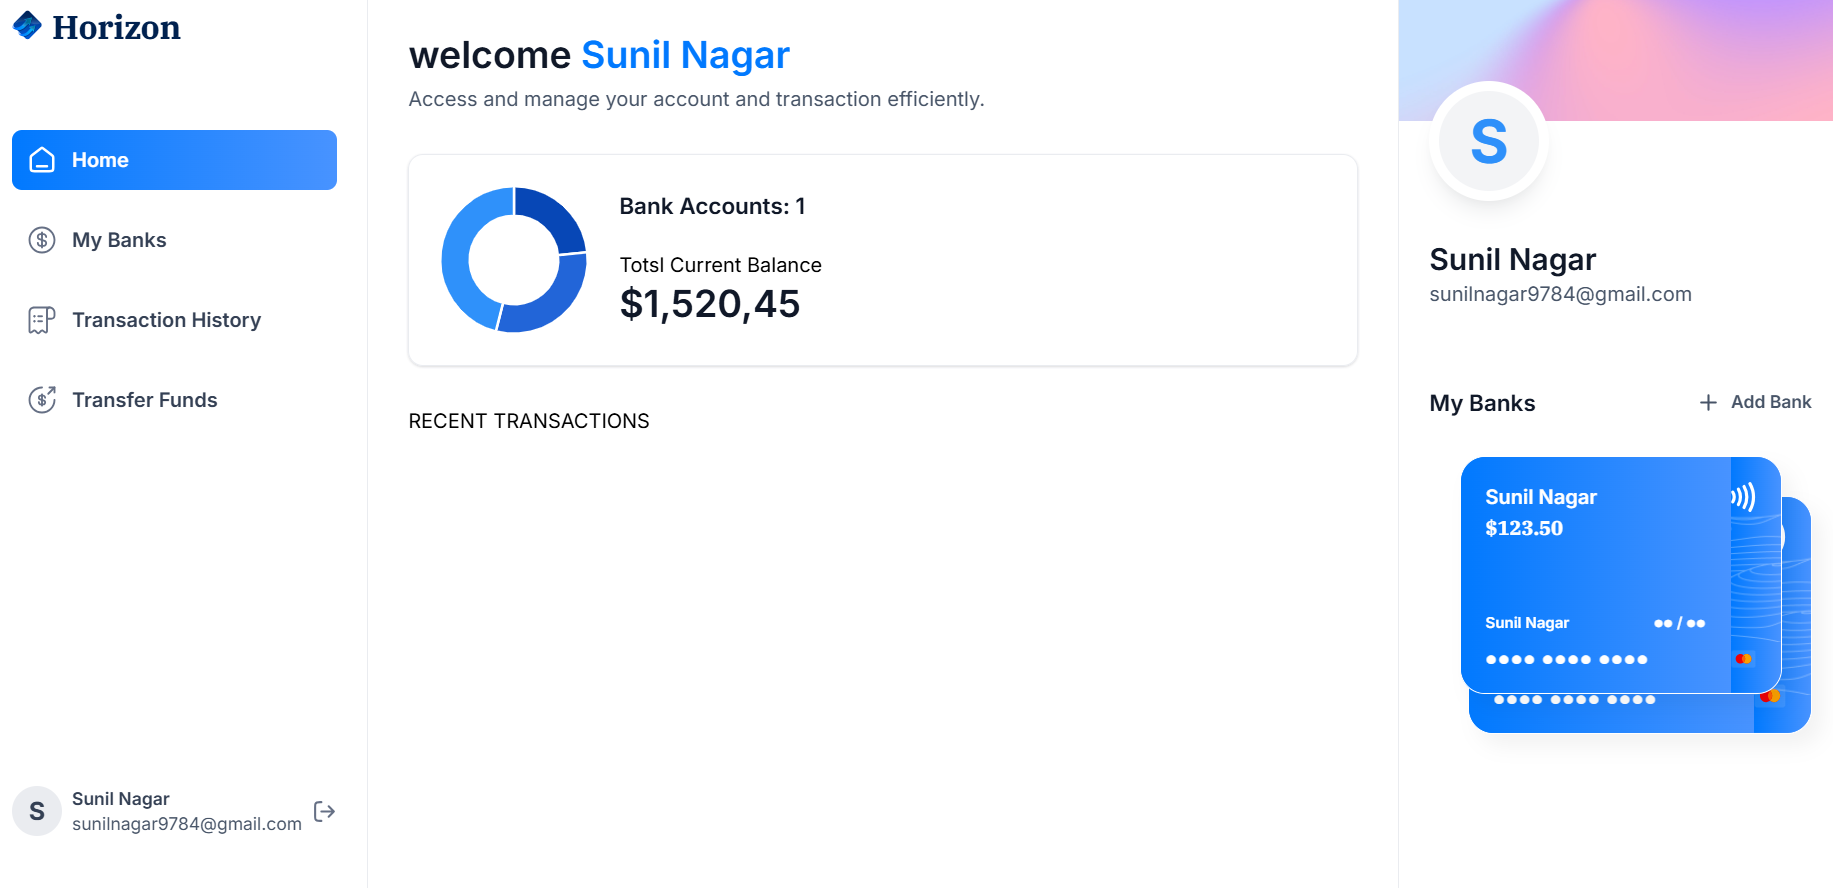 Horizon
Home
My Banks
Transaction History
Transfer Funds
S
Sunil Nagar
sunilnagar9784@gmail.com
welcome Sunil Nagar
Access and manage your account and transaction efficiently.
Bank Accounts: 1
Totsl Current Balance
$1,520,45
RECENT TRANSACTIONS
S
Sunil Nagar
sunilnagar9784@gmail.com
My Banks
+ Add Bank
Sunil Nagar
$123.50
Sunil Nagar ●● / ●●
●●●● ●●●● ●●●●
●●●● ●●●● ●●●●